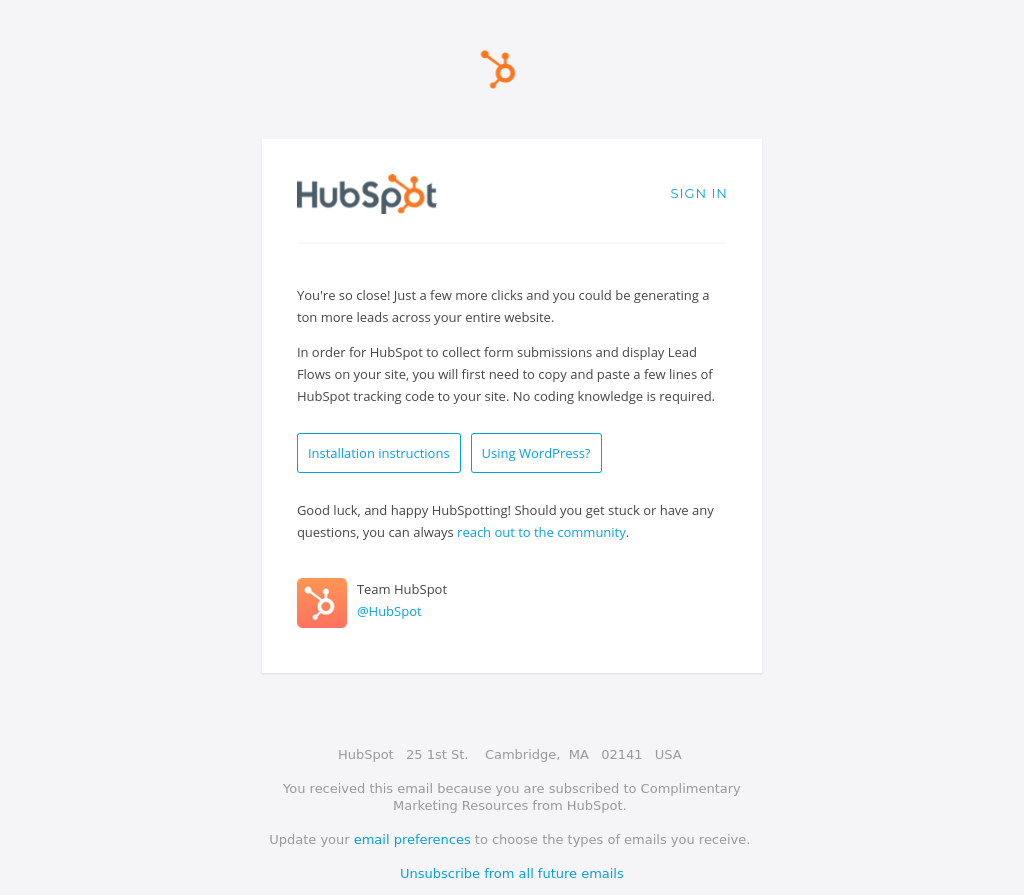 HubSpot
SIGN IN
You're so close! Just a few more clicks and you could be generating a
ton more leads across your entire website.
In order for HubSpot to collect form submissions and display Lead
Flows on your site, you will first need to copy and paste a few lines of
HubSpot tracking code to your site. No coding knowledge is required.
Installation instructions
Using WordPress?
Good luck, and happy HubSpotting! Should you get stuck or have any
questions, you can always reach out to the community.
Team HubSpot
@HubSpot
HubSpot 25 1st St. Cambridge, MA 02141 USA
You received this email because you are subscribed to Complimentary
Marketing Resources from HubSpot.
Update your email preferences to choose the types of emails you receive.
Unsubscribe from all future emails